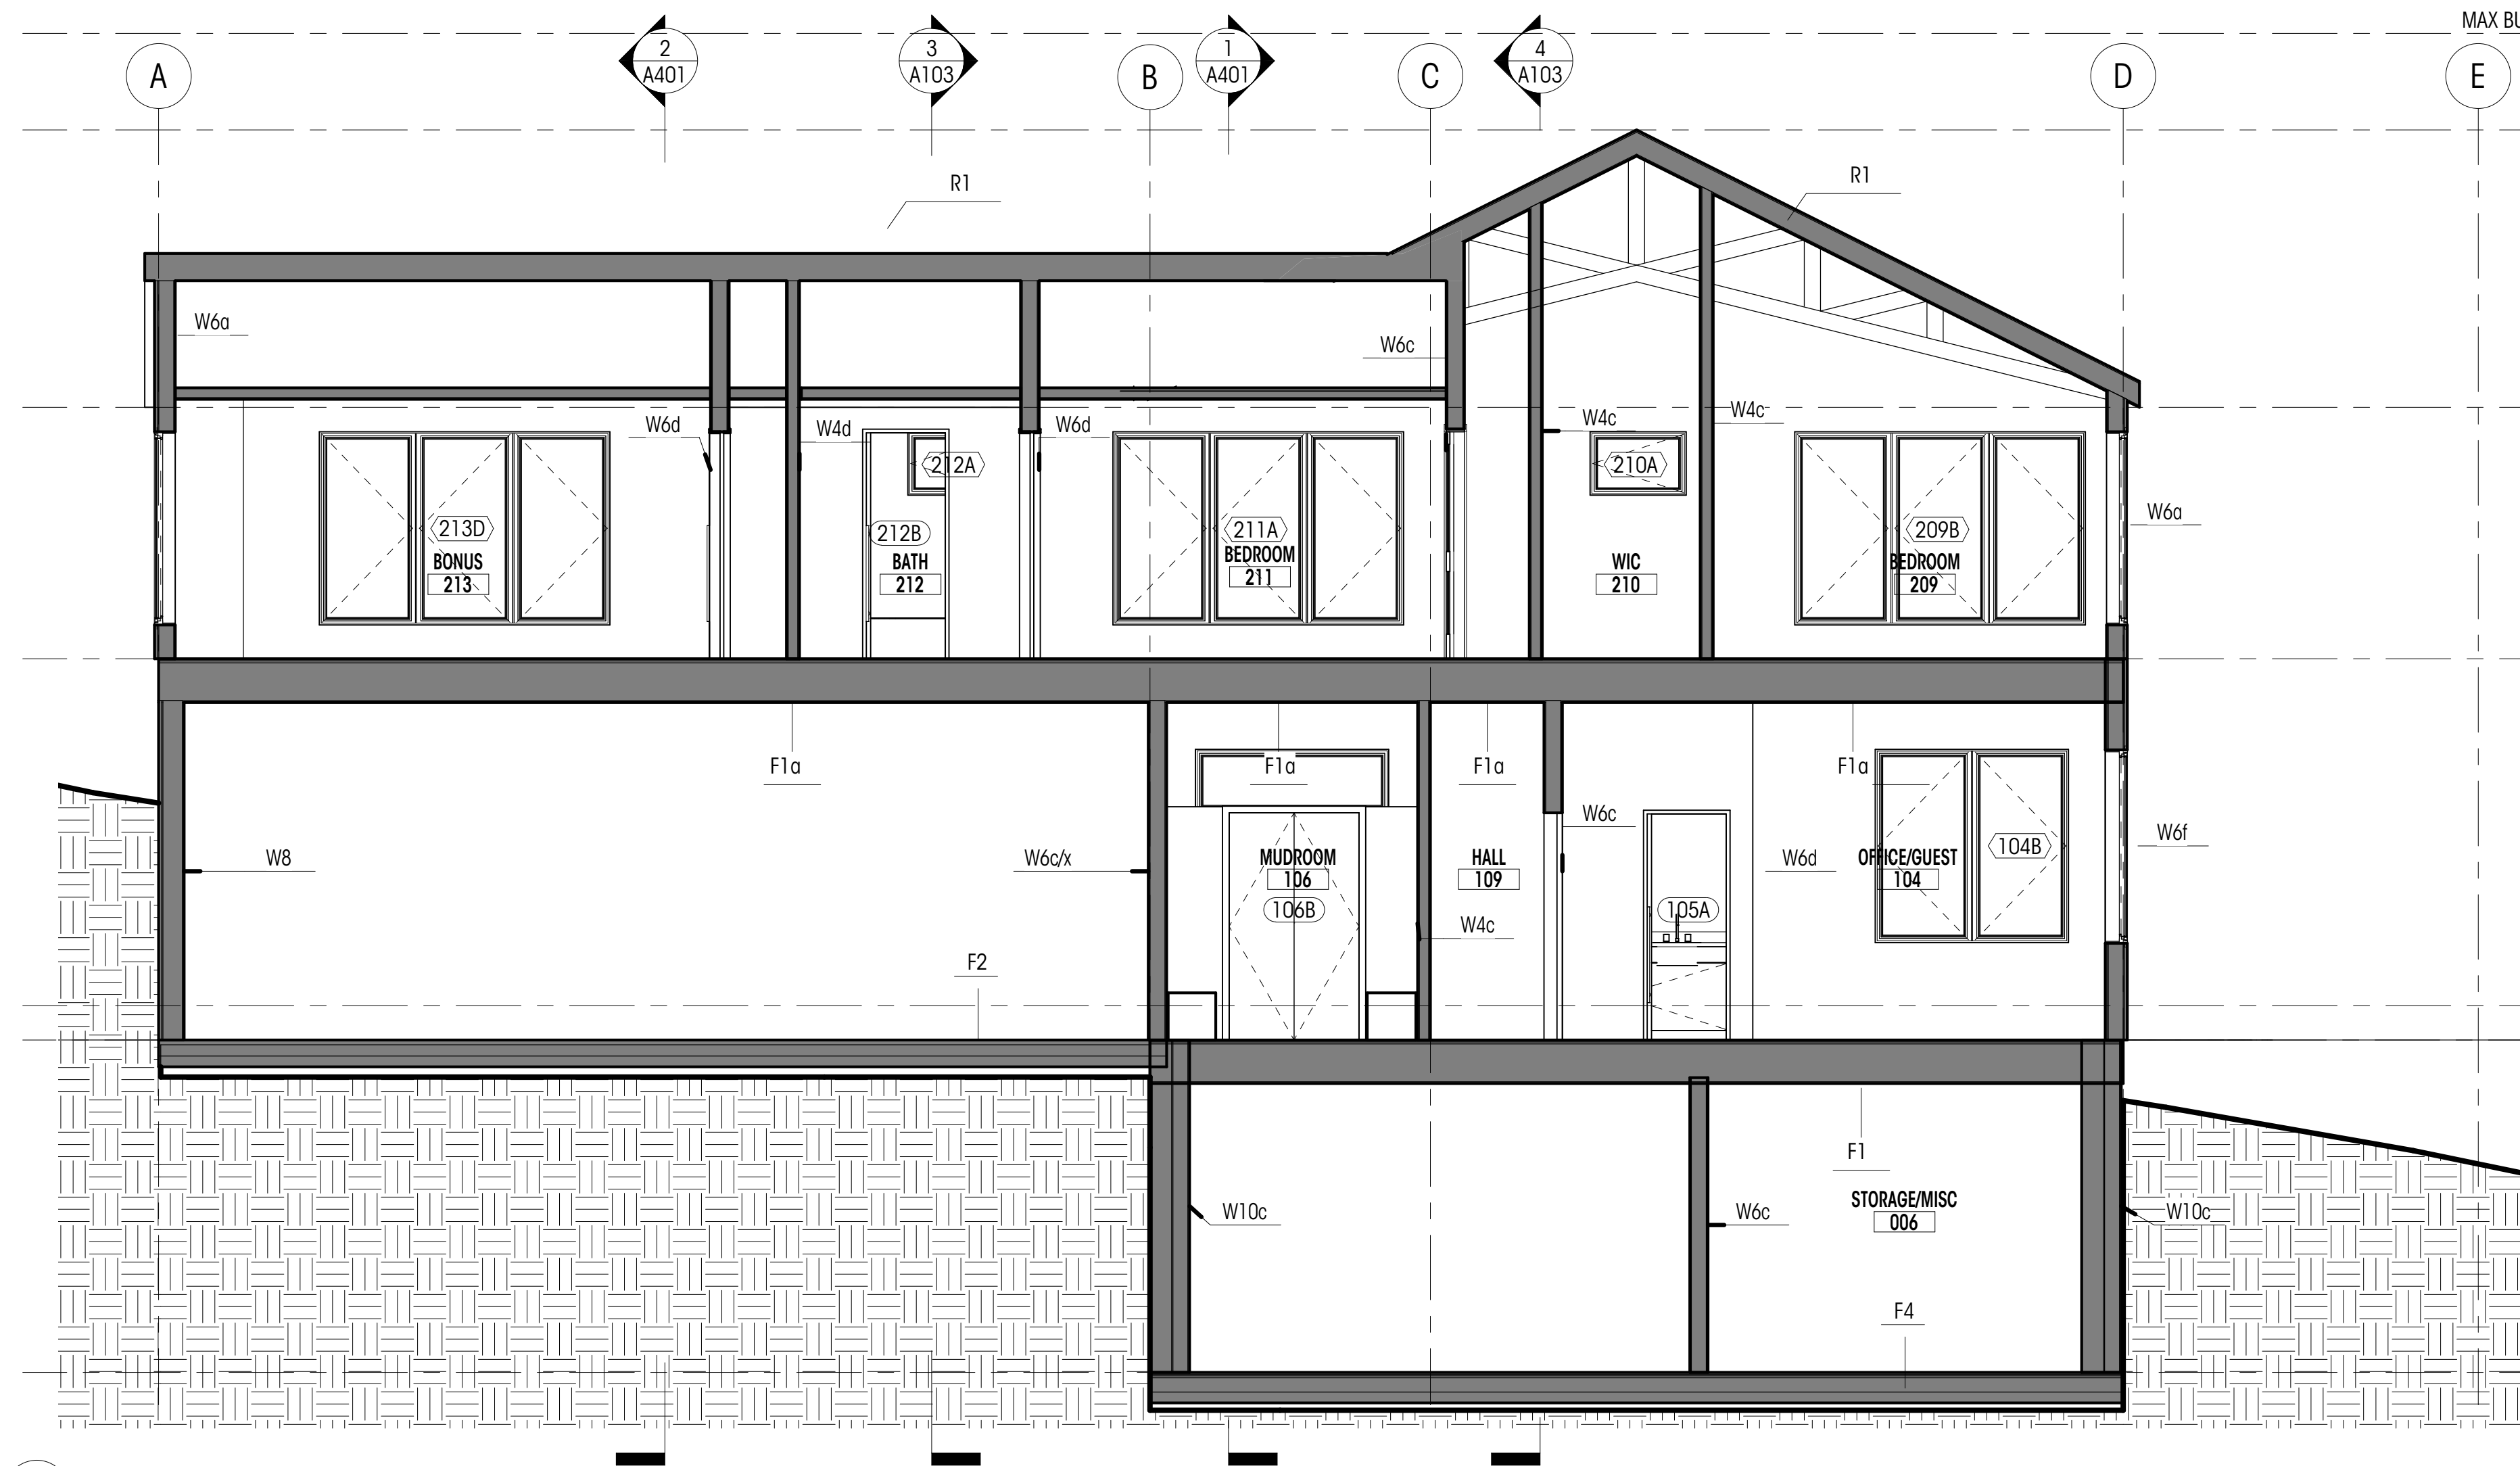 MAX BU
A
2
A401
3
A103
B
1
A401
C
4
A103
D
E
R1
R1
W6a
W6c
W6d
W4d
W6d
W4c
W4c
212A
210A
W6a
213D
212B
211A
209B
BONUS
213
BATH
212
BEDROOM
211
WIC
210
BEDROOM
209
F1a
F1a
F1a
F1a
W6c
W6f
104B
W8
W6c/x
MUDROOM
106
HALL
109
W6d
OFFICE/GUEST
104
106B
105A
W4c
F2
F1
STORAGE/MISC
006
W10c
W6c
W10c
F4